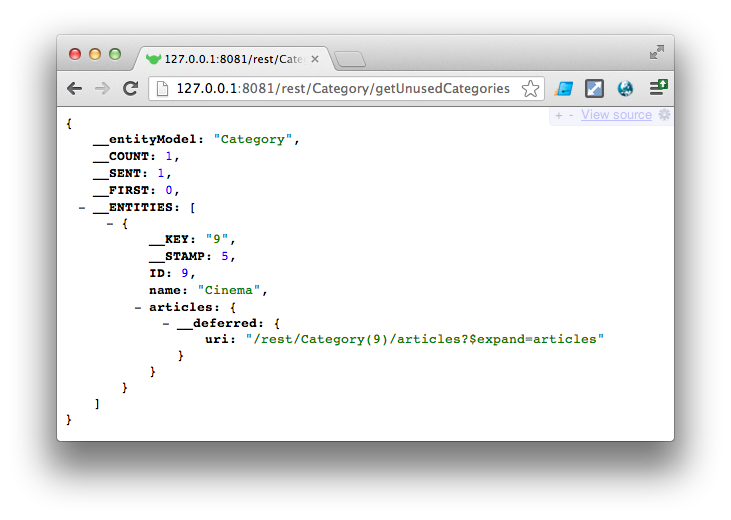 127.0.0.1:8081/rest/Cate
127.0.0.1:8081/rest/Category/getUnusedCategories
+ - View source
{
__entityModel: "Category",
__COUNT: 1,
__SENT: 1,
__FIRST: 0,
- __ENTITIES: [
- {
__KEY: "9",
__STAMP: 5,
ID: 9,
name: "Cinema",
- articles: {
- __deferred: {
uri: "/rest/Category(9)/articles?$expand=articles"
}
}
}
]
}